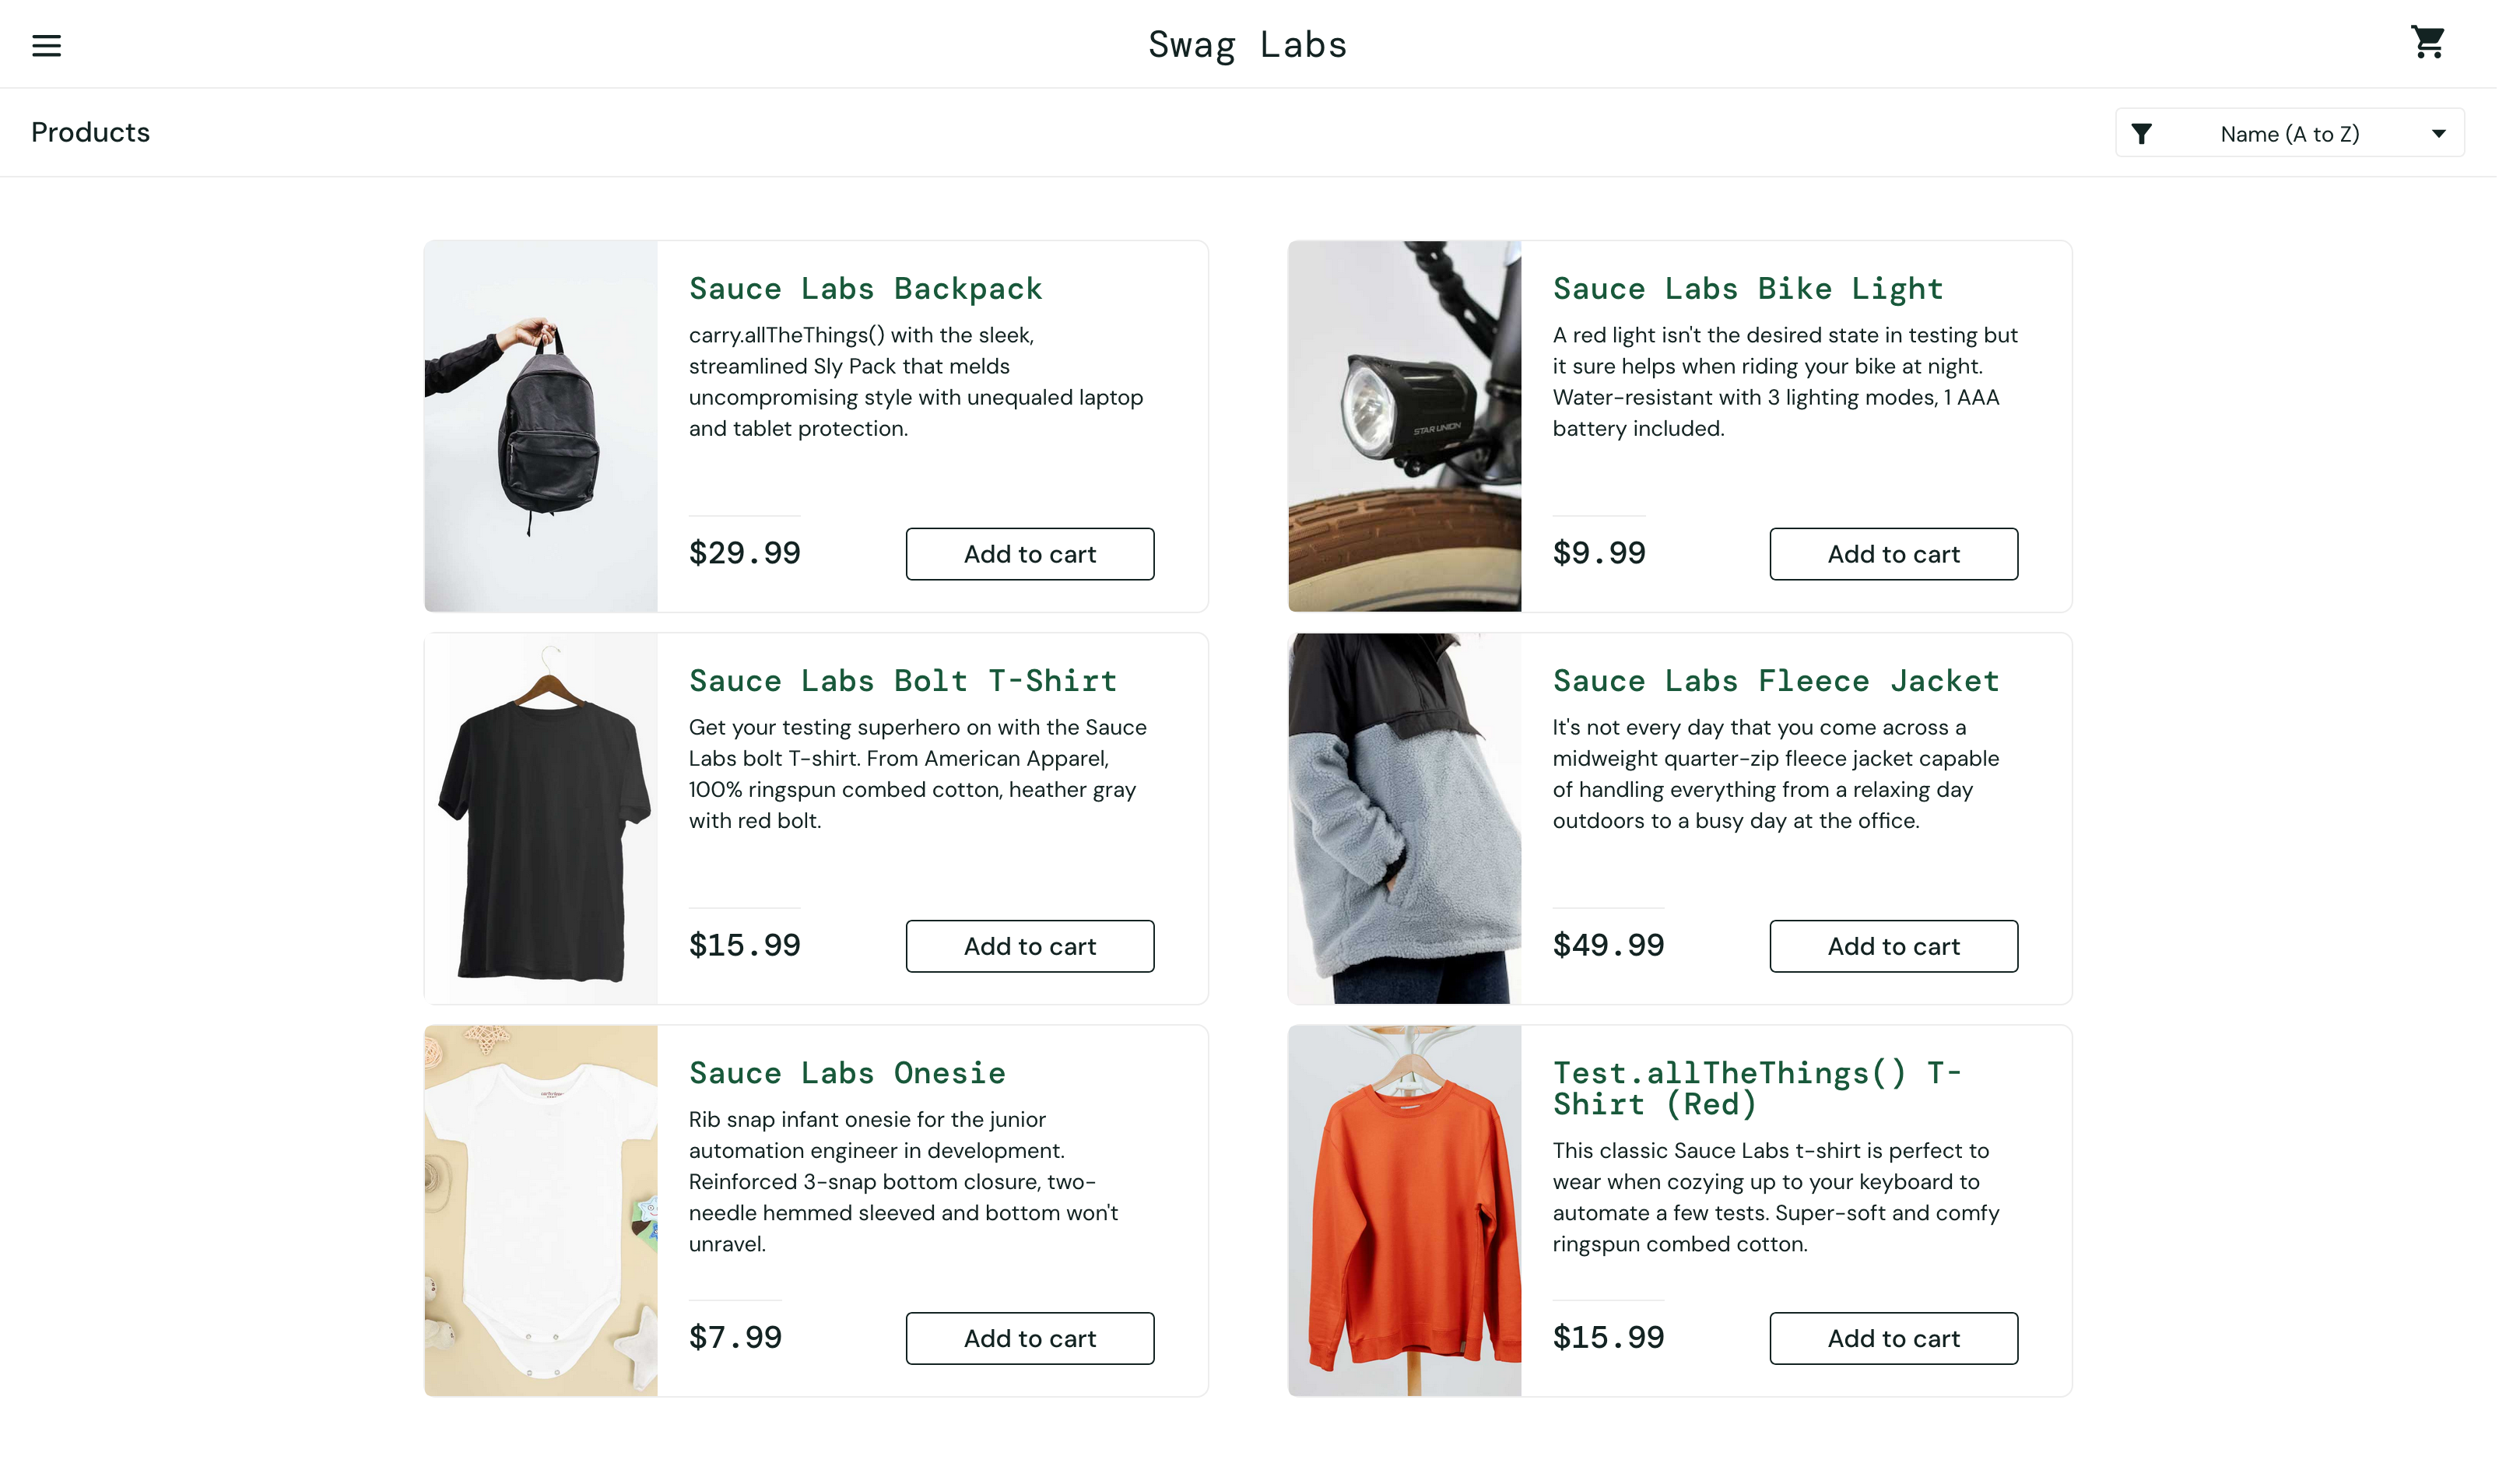 Swag Labs
Products
Name (A to Z)
Sauce Labs Backpack
carry.allTheThings() with the sleek,
streamlined Sly Pack that melds
uncompromising style with unequaled laptop
and tablet protection.
$29.99
Add to cart
Sauce Labs Bike Light
A red light isn't the desired state in testing but
it sure helps when riding your bike at night.
Water-resistant with 3 lighting modes, 1 AAA
battery included.
STAR UNION
$9.99
Add to cart
Sauce Labs Bolt T-Shirt
Get your testing superhero on with the Sauce
Labs bolt T-shirt. From American Apparel,
100% ringspun combed cotton, heather gray
with red bolt.
$15.99
Add to cart
Sauce Labs Fleece Jacket
It's not every day that you come across a
midweight quarter-zip fleece jacket capable
of handling everything from a relaxing day
outdoors to a busy day at the office.
$49.99
Add to cart
Sauce Labs Onesie
Rib snap infant onesie for the junior
automation engineer in development.
Reinforced 3-snap bottom closure, two-
needle hemmed sleeved and bottom won't
unravel.
$7.99
Add to cart
Test.allTheThings() T-
Shirt (Red)
This classic Sauce Labs t-shirt is perfect to
wear when cozying up to your keyboard to
automate a few tests. Super-soft and comfy
ringspun combed cotton.
$15.99
Add to cart